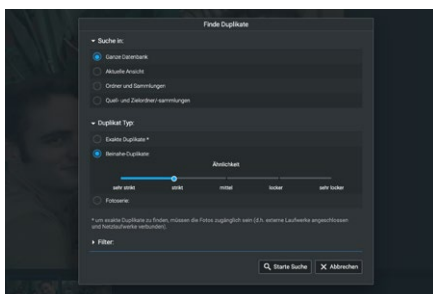 Finde Duplikate
Suche in:
Ganze Datenbank
Aktuelle Ansicht
Ordner und Sammlungen
Quell- und Zielordner/-sammlungen
Duplikat Typ:
Exakte Duplikate *
Beinahe-Duplikate
Ähnlichkeit
sehr strikt strikt mittel locker sehr locker
Fotoserie:
* um exakte Duplikate zu finden, müssen die Fotos zugänglich sein (d.h. externe Laufwerke angeschlossen
und Netzlaufwerke verbunden).
Filter:
Starte Suche Abbrechen